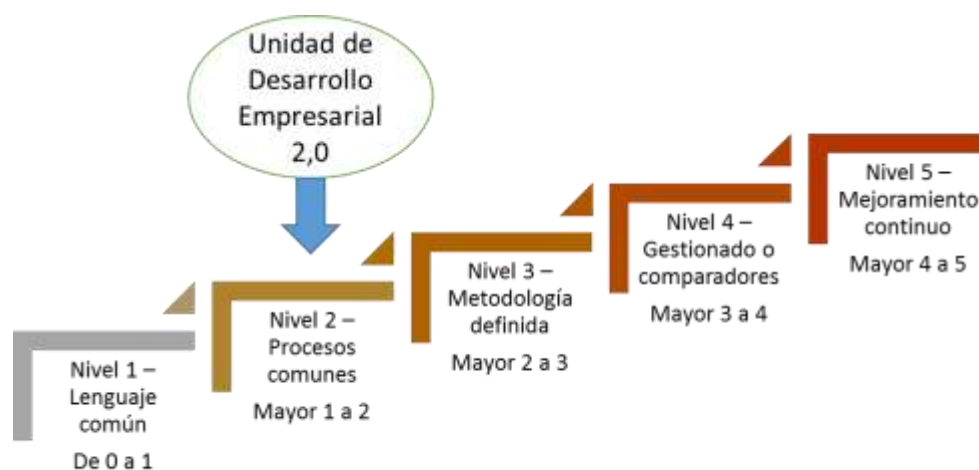 Unidad de
Desarrollo
Empresarial
2,0
Nivel 1 –
Lenguaje
común
De 0 a 1
Nivel 2 –
Procesos
comunes
Mayor 1 a 2
Nivel 3 –
Metodología
definida
Mayor 2 a 3
Nivel 4 –
Gestionado o
comparadores
Mayor 3 a 4
Nivel 5 –
Mejoramiento
continuo
Mayor 4 a 5